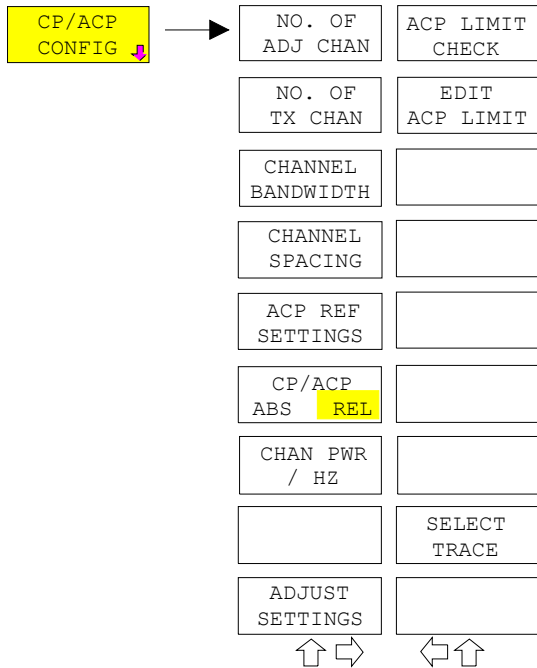 CP/ACP
CONFIG
NO. OF
ADJ CHAN
NO. OF
TX CHAN
CHANNEL
BANDWIDTH
CHANNEL
SPACING
ACP REF
SETTINGS
CP/ACP
ABS REL
CHAN PWR
/ HZ
ADJUST
SETTINGS
ACP LIMIT
CHECK
EDIT
ACP LIMIT
SELECT
TRACE